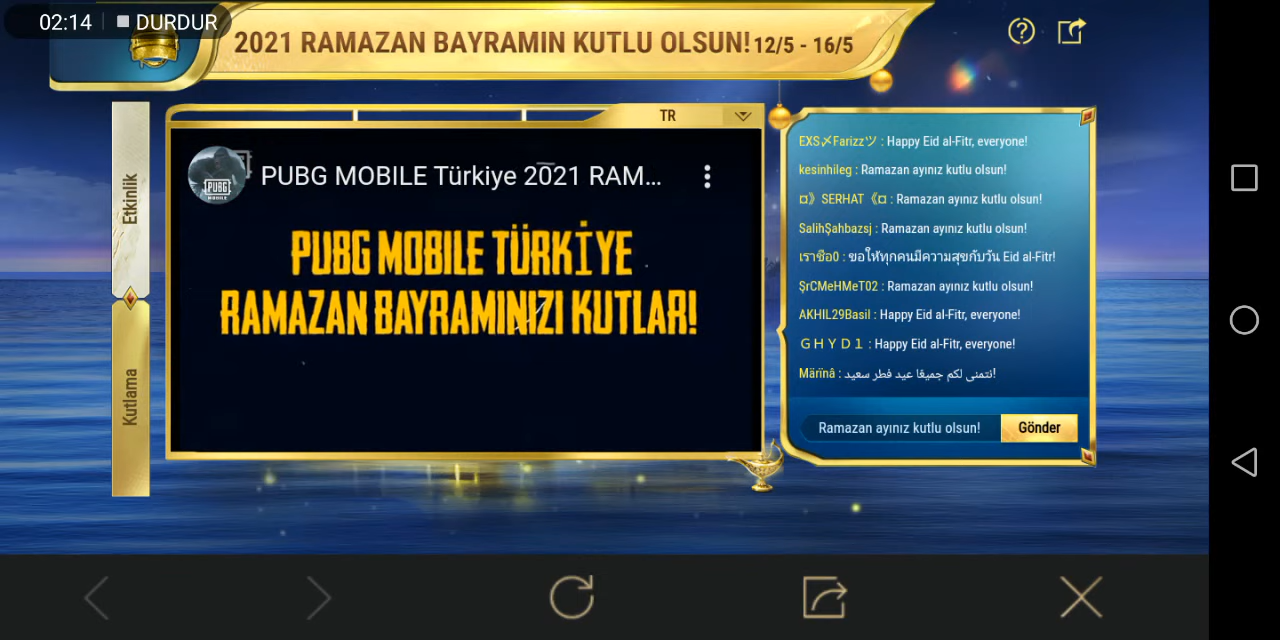 02:14 DURDUR
2021 RAMAZAN BAYRAMIN KUTLU OLSUN! 12/5 - 16/5
TR
Etkinlik
Kutlama
PUBG MOBILE
PUBG MOBILE Türkiye 2021 RAM...
PUBG MOBILE TÜRKİYE
RAMAZAN BAYRAMINIZI KUTLAR!
EXS〆Farizzツ : Happy Eid al-Fitr, everyone!
kesinhileg : Ramazan ayınız kutlu olsun!
¤》SERHAT《¤ : Ramazan ayınız kutlu olsun!
SalihŞahbazsj : Ramazan ayınız kutlu olsun!
เราชือ0 : ขอให้ทุกคนมีความสุขกับวัน Eid al-Fitr!
ŞrCMeHMeT02 : Ramazan ayınız kutlu olsun!
AKHIL29Basil : Happy Eid al-Fitr, everyone!
ＧＨＹＤ１ : Happy Eid al-Fitr, everyone!
Märïnâ : نتمنى لكم جميعًا عيد فطر سعيد!
Ramazan ayınız kutlu olsun!
Gönder